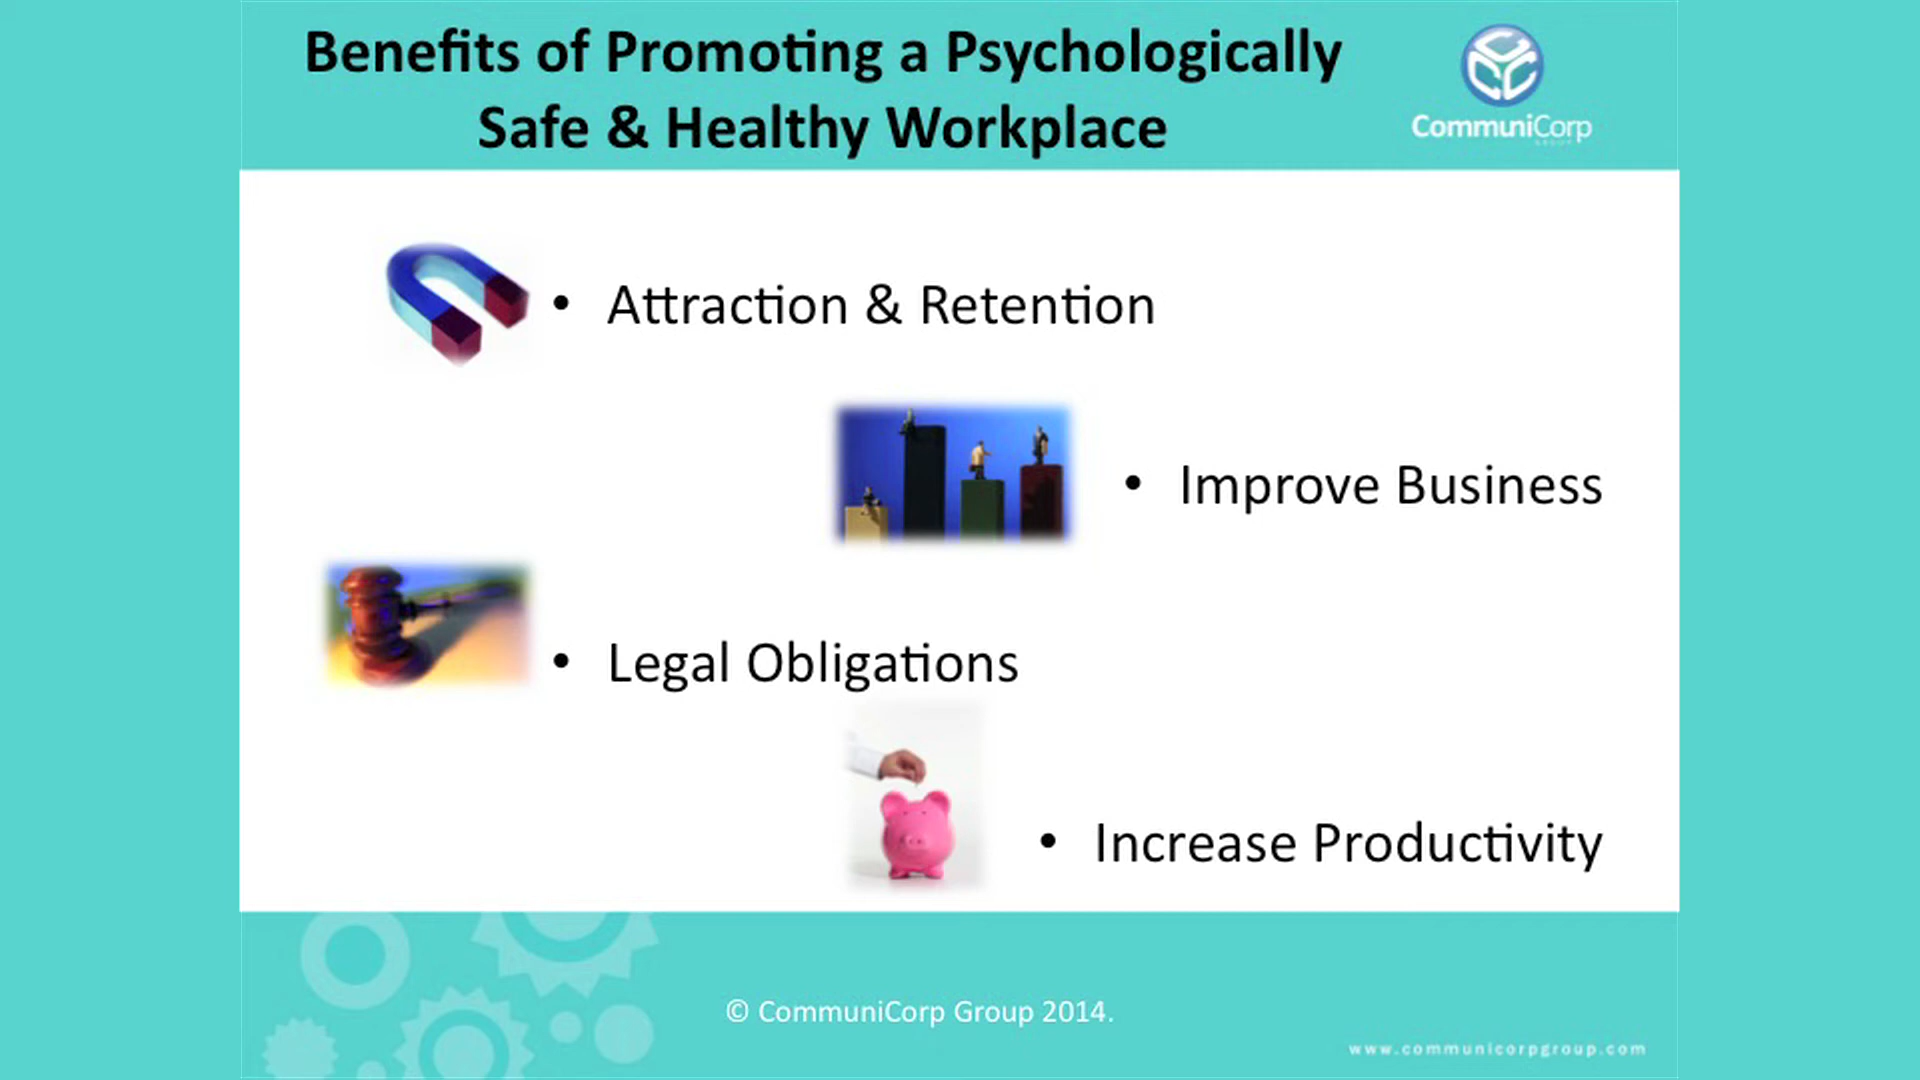 Benefits of Promoting a Psychologically
Safe & Healthy Workplace
CommuniCorp
GROUP
• Attraction & Retention
• Improve Business
• Legal Obligations
• Increase Productivity
© CommuniCorp Group 2014.
www.communicorpgroup.com